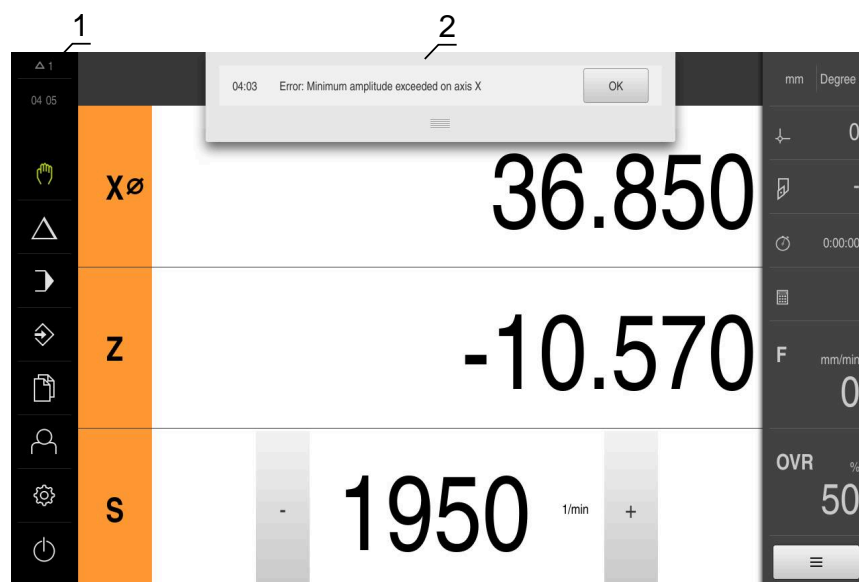 1
2
△ 1
04 05
04:03 Error: Minimum amplitude exceeded on axis X OK
mm Degree
X⌀ 36.850
0
-
0:00:00
Z -10.570
F mm/min
0
S - 1950 1/min +
OVR %
50